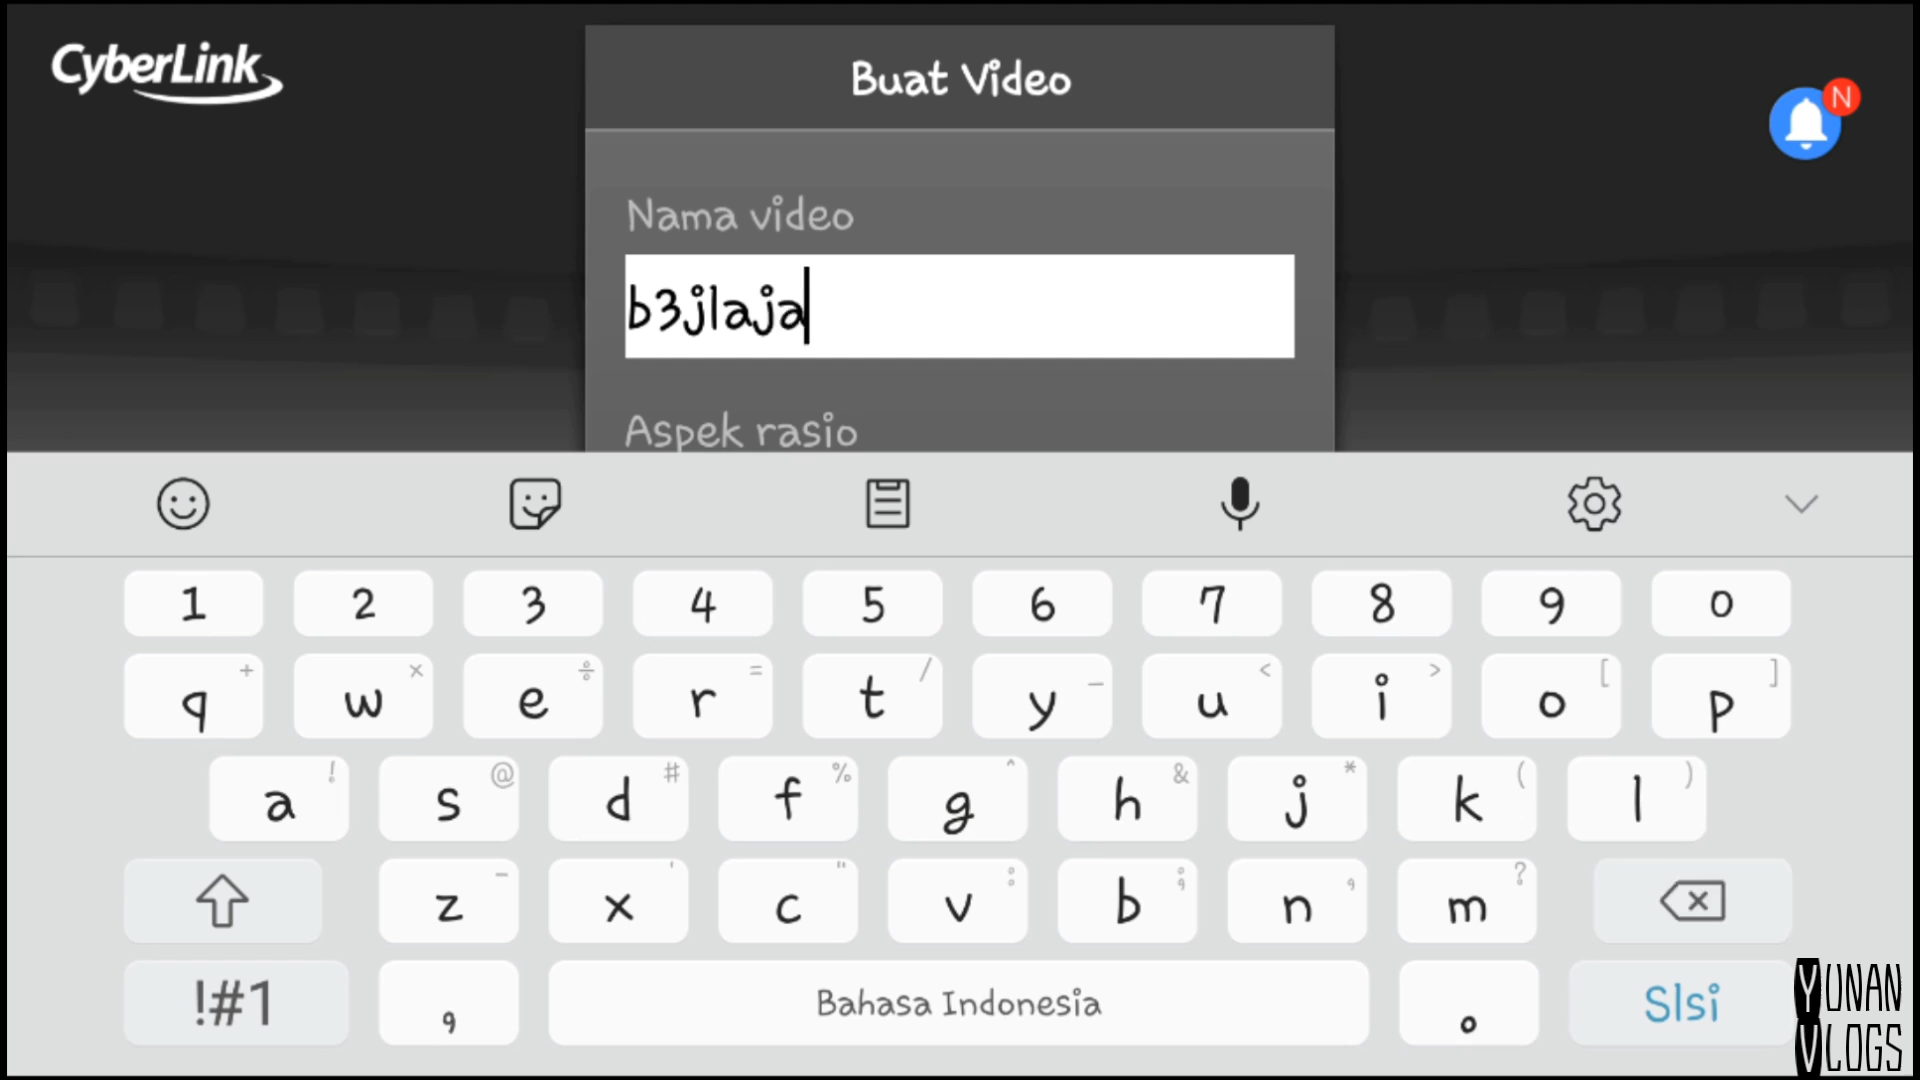 CyberLink
Buat Video
N
Nama video
b3jlaja
Aspek rasio
1 2 3 4 5 6 7 8 9 0
q + w × e ÷ r = t / y _ u < i > o [ p ]
a ! s @ d # f % g ^ h & j * k ( l )
z - x ' c " v : b ; n , m ?
!#1 , Bahasa Indonesia . Slsi
YUNAN
VLOGS